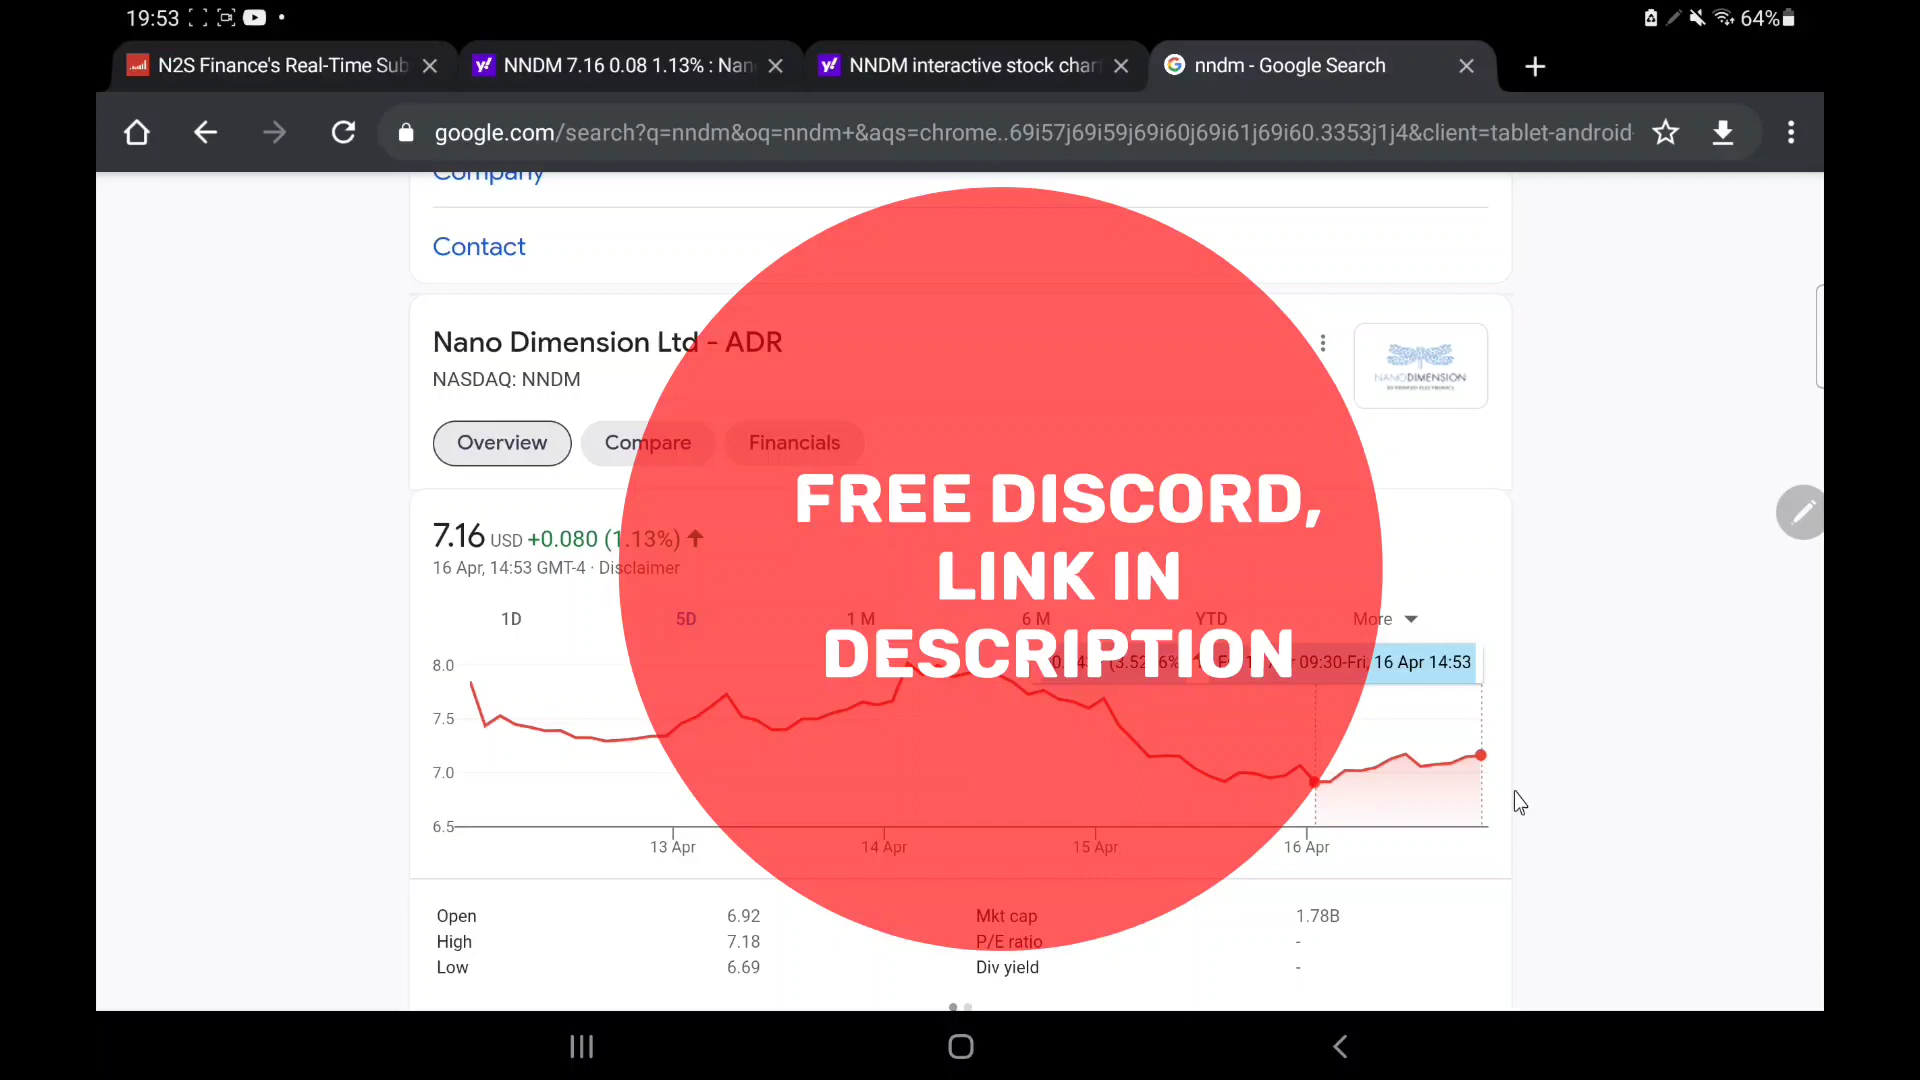 19:53
64%
N2S Finance's Real-Time Sub
NNDM 7.16 0.08 1.13% : Nan
NNDM interactive stock chart
nndm - Google Search
google.com/search?q=nndm&oq=nndm+&aqs=chrome..69i57j69i59j69i60j69i61j69i60.3353j1j4&client=tablet-android-
Company
Contact
Nano Dimension Ltd - ADR
NASDAQ: NNDM
NANODIMENSION
Overview
Compare
Financials
FREE DISCORD,
LINK IN
DESCRIPTION
7.16 USD +0.080 (1.13%)
16 Apr, 14:53 GMT-4 · Disclaimer
1D
5D
1 M
6 M
YTD
More
09:30-Fri, 16 Apr 14:53
8.0
7.5
7.0
6.5
13 Apr
14 Apr
15 Apr
16 Apr
Open 6.92
High 7.18
Low 6.69
Mkt cap 1.78B
P/E ratio -
Div yield -